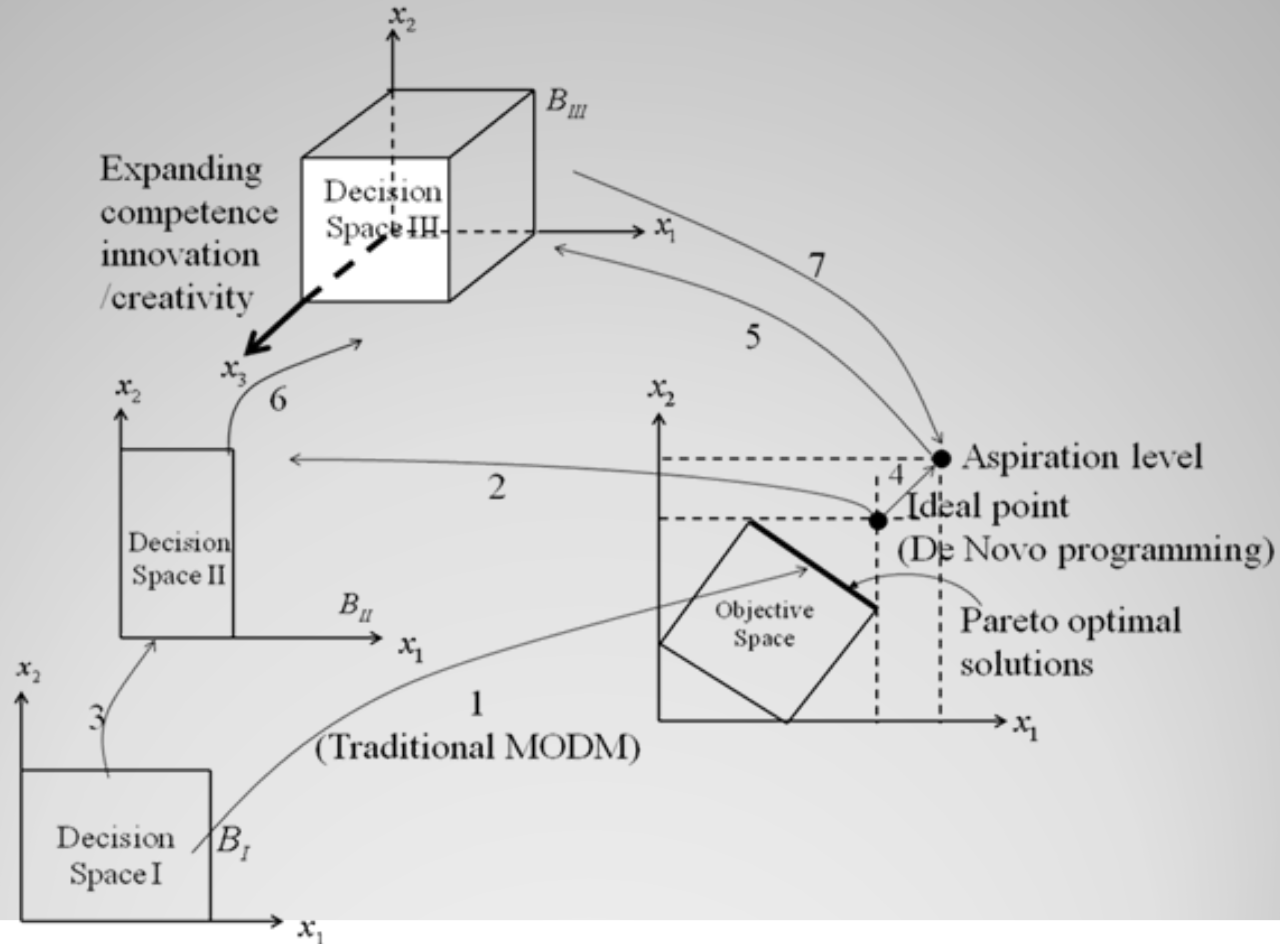 x₂
B_III
Expanding
competence
innovation
/creativity
Decision
Space III
x₁
7
5
x₃
6
x₂
x₂
2
4
Aspiration level
Ideal point
(De Novo programming)
Decision
Space II
B_II
x₁
Objective
Space
Pareto optimal
solutions
x₁
x₂
3
1
(Traditional MODM)
Decision
Space I
B_I
x₁